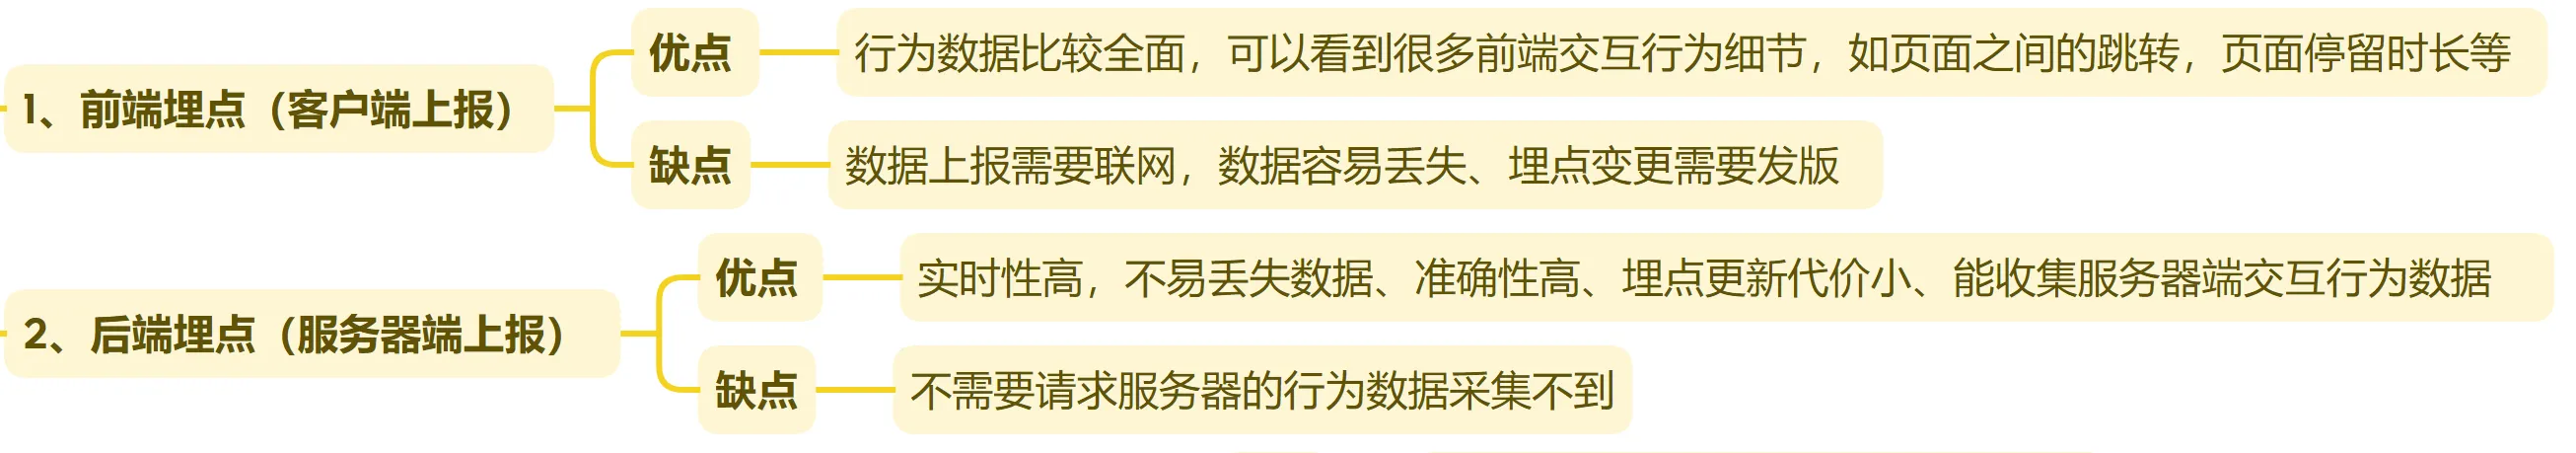 1、前端埋点（客户端上报）
优点
行为数据比较全面，可以看到很多前端交互行为细节，如页面之间的跳转，页面停留时长等
缺点
数据上报需要联网，数据容易丢失、埋点变更需要发版
2、后端埋点（服务器端上报）
优点
实时性高，不易丢失数据、准确性高、埋点更新代价小、能收集服务器端交互行为数据
缺点
不需要请求服务器的行为数据采集不到